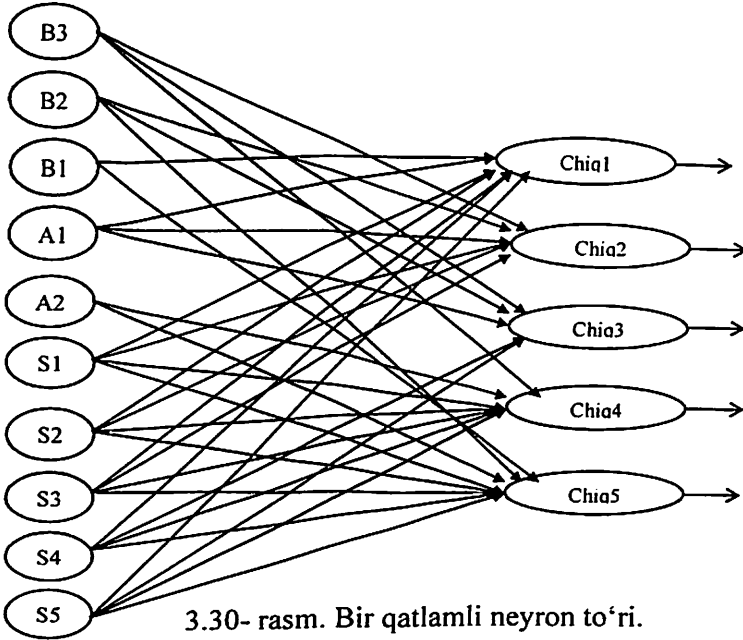 B3
B2
B1
A1
A2
S1
S2
S3
S4
S5
Chiq1
Chiq2
Chiq3
Chiq4
Chiq5
3.30- rasm. Bir qatlamli neyron to‘ri.